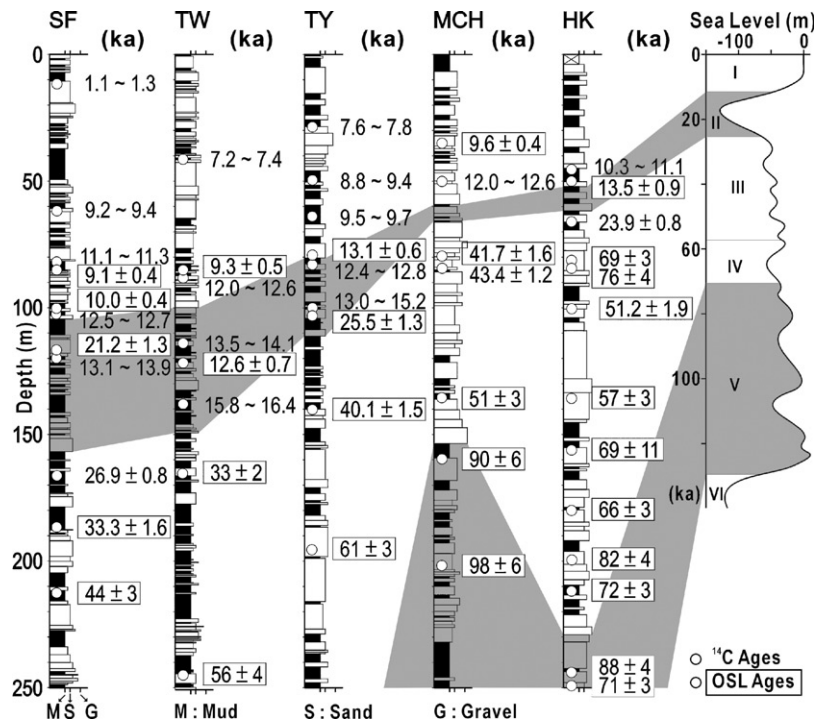 SF TW TY MCH HK Sea Level (m)
(ka) (ka) (ka) (ka) (ka) -100 0
Depth (m)
0
50
100
150
200
250
1.1 ~ 1.3
9.2 ~ 9.4
11.1 ~ 11.3
9.1 ± 0.4
10.0 ± 0.4
12.5 ~ 12.7
21.2 ± 1.3
13.1 ~ 13.9
26.9 ± 0.8
33.3 ± 1.6
44 ± 3
7.2 ~ 7.4
9.3 ± 0.5
12.0 ~ 12.6
13.5 ~ 14.1
12.6 ± 0.7
15.8 ~ 16.4
33 ± 2
56 ± 4
7.6 ~ 7.8
8.8 ~ 9.4
9.5 ~ 9.7
13.1 ± 0.6
12.4 ~ 12.8
13.0 ~ 15.2
25.5 ± 1.3
40.1 ± 1.5
61 ± 3
9.6 ± 0.4
12.0 ~ 12.6
41.7 ± 1.6
43.4 ± 1.2
51 ± 3
90 ± 6
98 ± 6
10.3 ~ 11.1
13.5 ± 0.9
23.9 ± 0.8
69 ± 3
76 ± 4
51.2 ± 1.9
57 ± 3
69 ± 11
66 ± 3
82 ± 4
72 ± 3
88 ± 4
71 ± 3
0
20
60
100
(ka)
I
II
III
IV
V
VI
¹⁴C Ages
OSL Ages
M S G M : Mud S : Sand G : Gravel